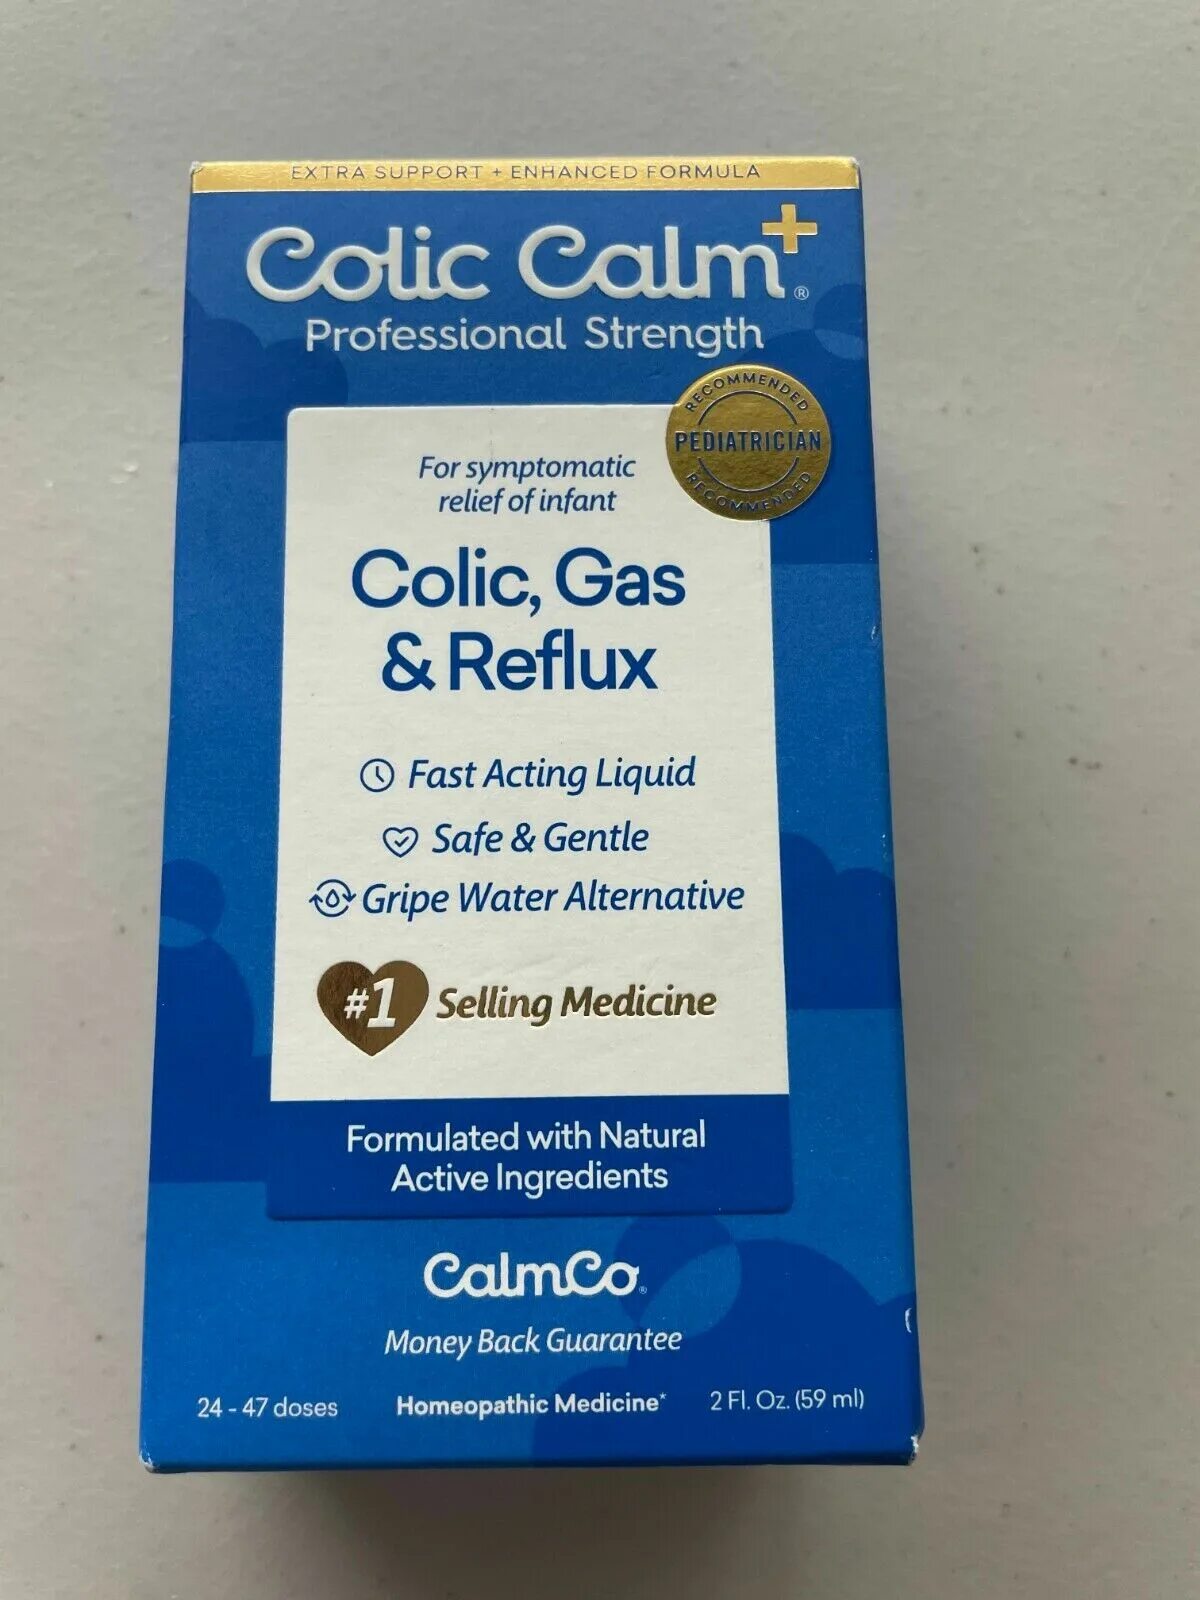 EXTRA SUPPORT + ENHANCED FORMULA
Colic Calm+®
Professional Strength
RECOMMENDED
PEDIATRICIAN
RECOMMENDED
For symptomatic
relief of infant
Colic, Gas
& Reflux
Fast Acting Liquid
Safe & Gentle
Gripe Water Alternative
#1 Selling Medicine
Formulated with Natural
Active Ingredients
CalmCo®
Money Back Guarantee
24 - 47 doses Homeopathic Medicine* 2 Fl. Oz. (59 ml)